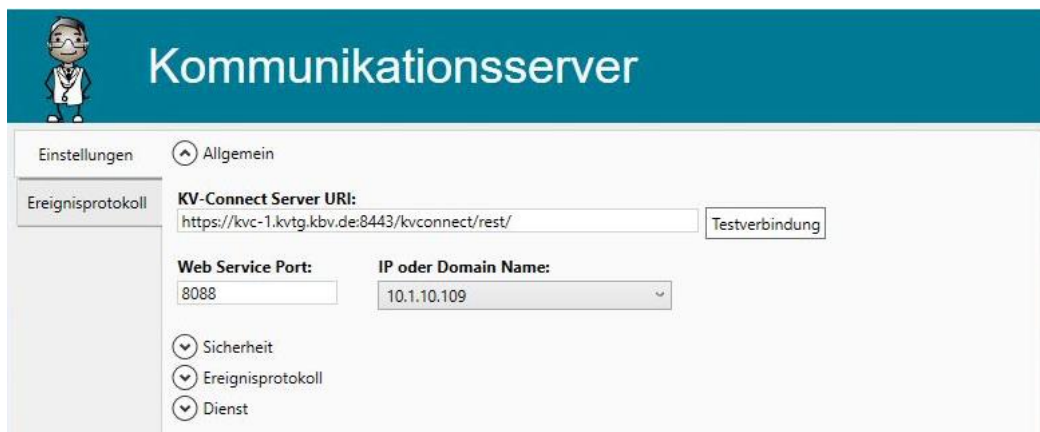 Kommunikationsserver
Einstellungen
Allgemein
Ereignisprotokoll
KV-Connect Server URI:
https://kvc-1.kvtg.kbv.de:8443/kvconnect/rest/
Testverbindung
Web Service Port:
IP oder Domain Name:
8088
10.1.10.109
Sicherheit
Ereignisprotokoll
Dienst